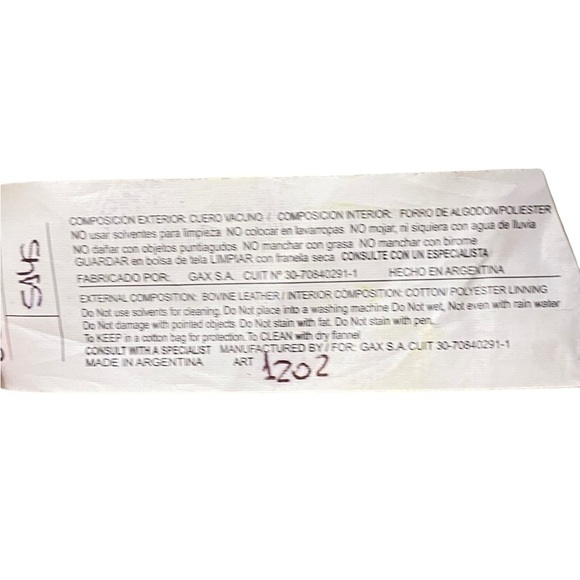 COMPOSICION EXTERIOR: CUERO VACUNO / COMPOSICION INTERIOR: FORRO DE ALGODON/POLIESTER
NO usar solventes para limpieza NO colocar en lavarropas. NO mojar, ni siquiera con agua de lluvia
NO dañar con objetos puntiagudos NO manchar con grasa NO manchar con birome
GUARDAR en bolsa de tela LIMPIAR con franela seca CONSULTE CON UN ESPECIALISTA
FABRICADO POR: GAX S.A. CUIT Nº 30-70840291-1 HECHO EN ARGENTINA
EXTERNAL COMPOSITION: BOVINE LEATHER / INTERIOR COMPOSITION: COTTON/ POLYESTER LINNING
Do Not use solvents for cleaning. Do Not place into a washing machine Do Not wet, Not even with rain water
Do Not damage with pointed objects Do Not stain with fat. Do Not stain with pen.
To KEEP in a cotton bag for protection. To CLEAN with dry flannel
CONSULT WITH A SPECIALIST MANUFACTURED BY / FOR: GAX S.A. CUIT 30-70840291-1
MADE IN ARGENTINA ART 1202